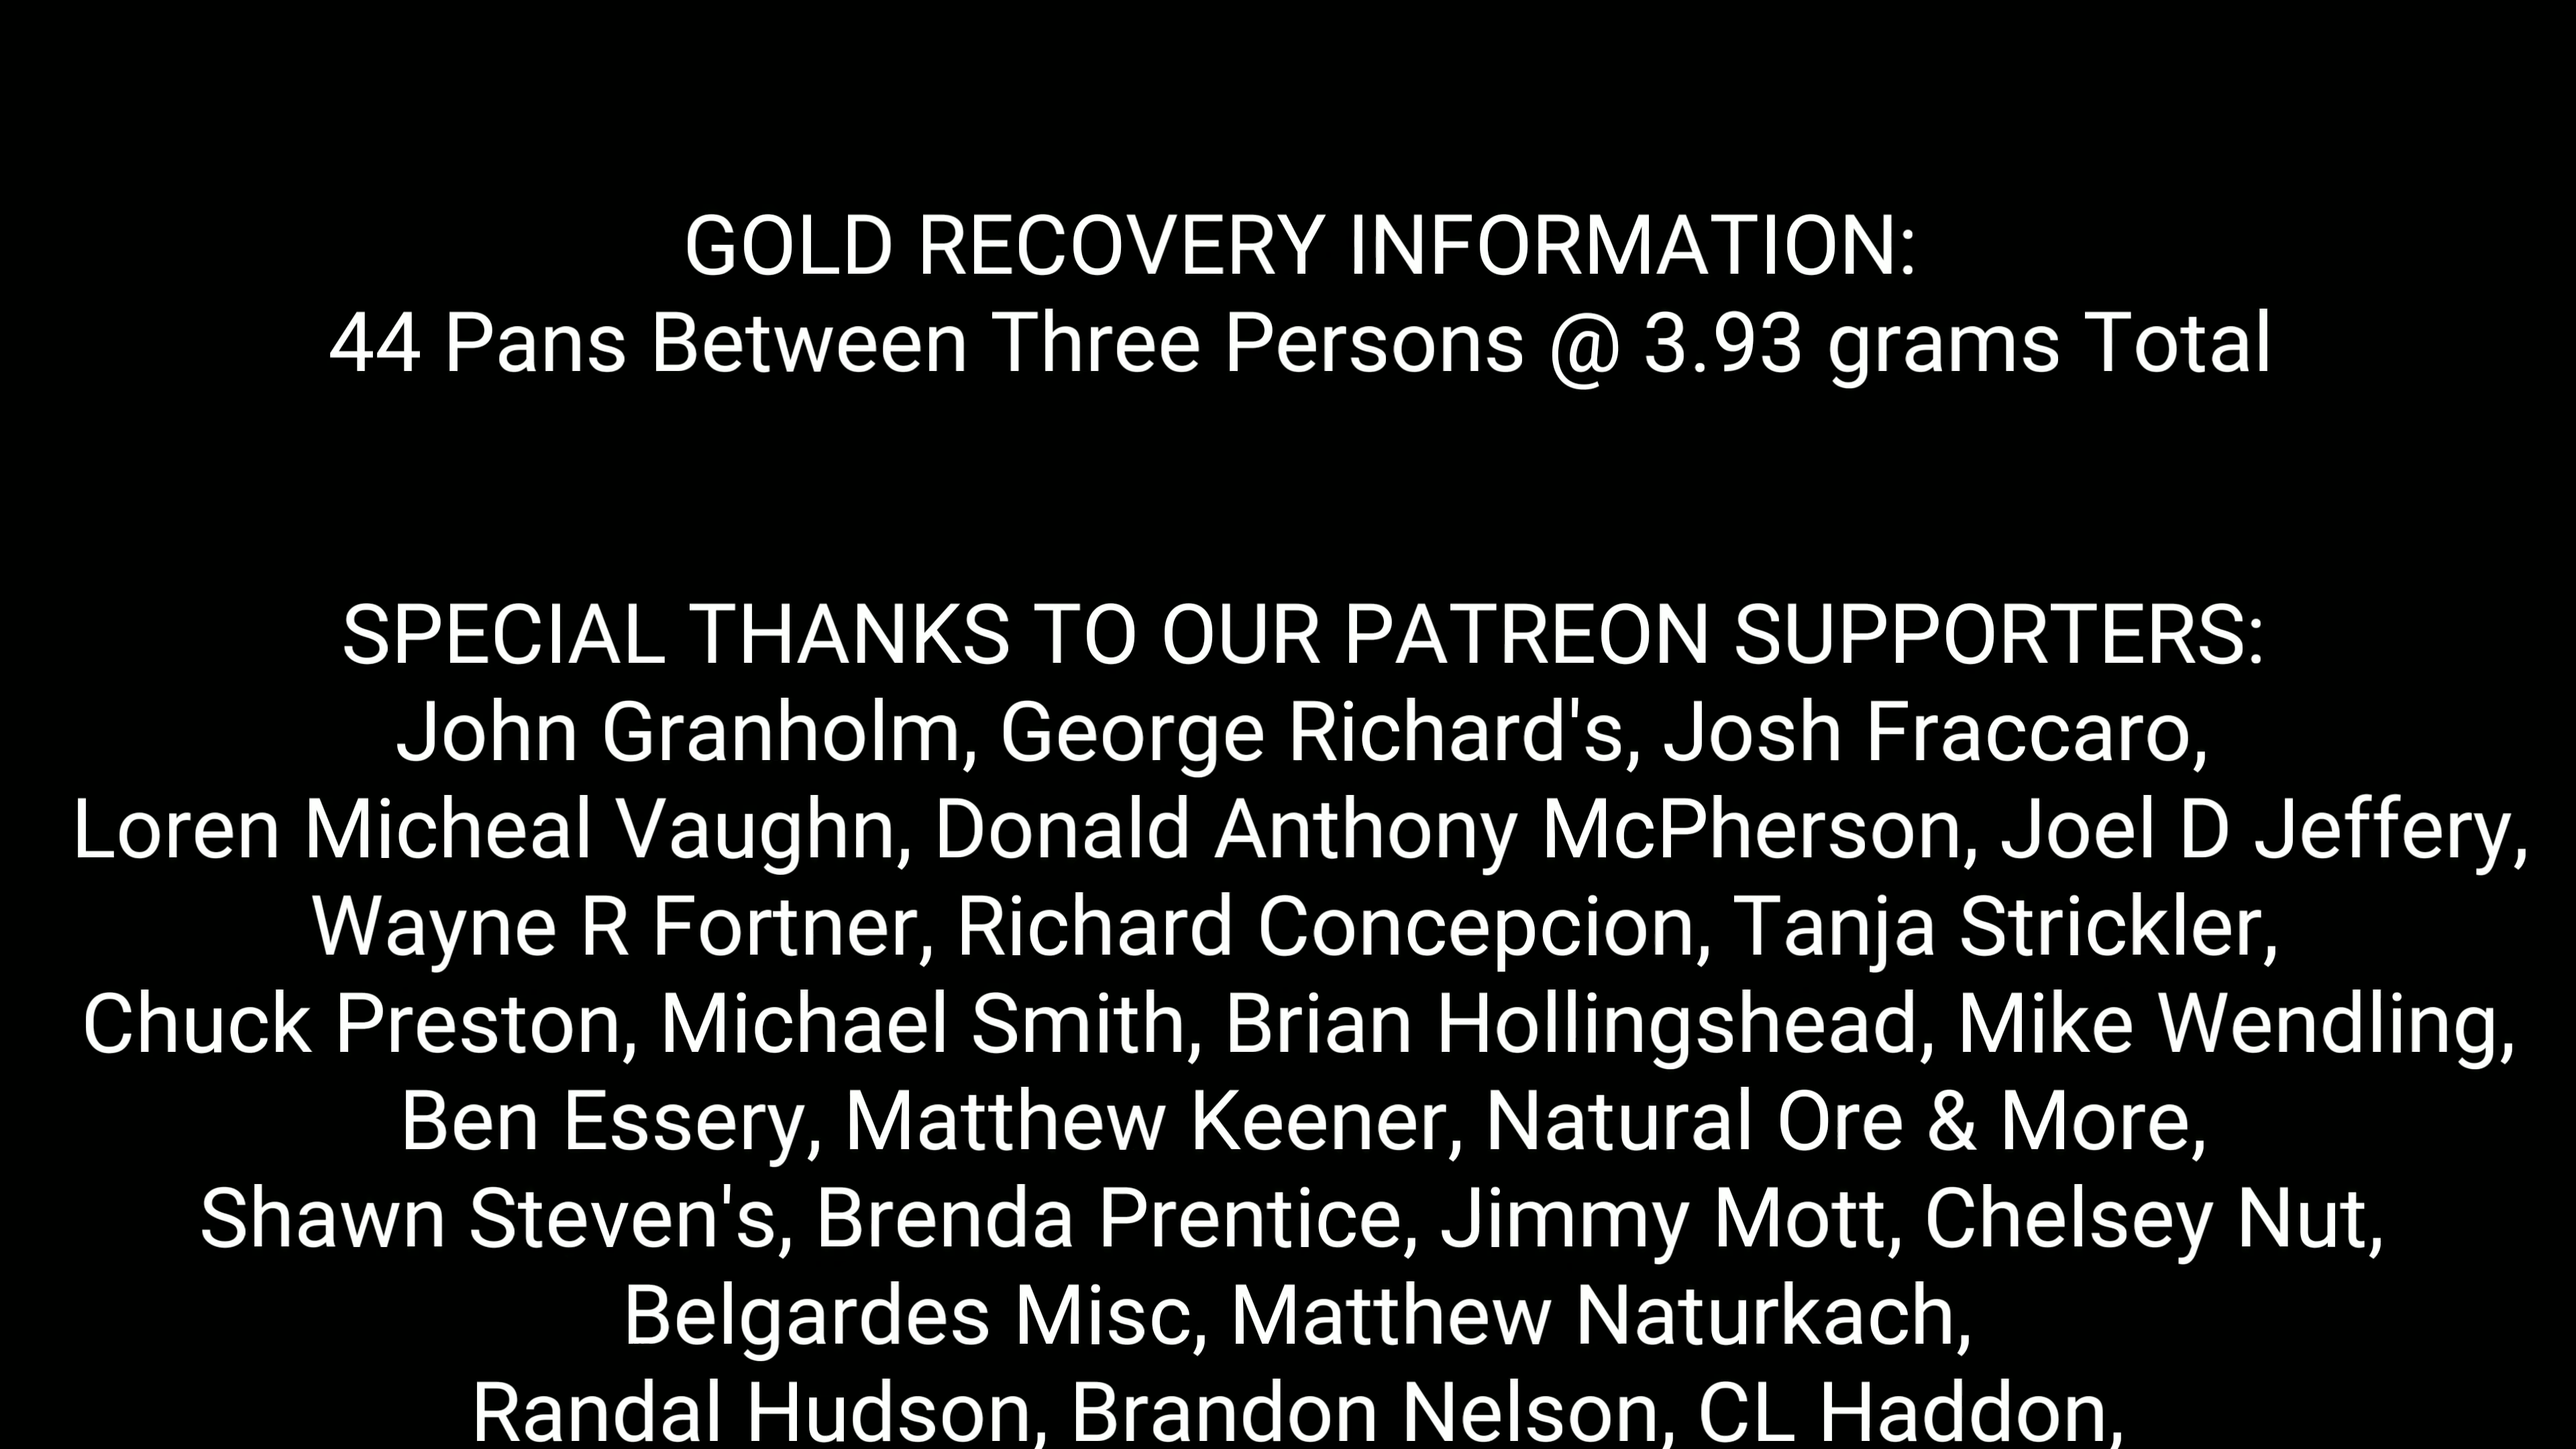 GOLD RECOVERY INFORMATION:
44 Pans Between Three Persons @ 3.93 grams Total
SPECIAL THANKS TO OUR PATREON SUPPORTERS:
John Granholm, George Richard's, Josh Fraccaro,
Loren Micheal Vaughn, Donald Anthony McPherson, Joel D Jeffery,
Wayne R Fortner, Richard Concepcion, Tanja Strickler,
Chuck Preston, Michael Smith, Brian Hollingshead, Mike Wendling,
Ben Essery, Matthew Keener, Natural Ore & More,
Shawn Steven's, Brenda Prentice, Jimmy Mott, Chelsey Nut,
Belgardes Misc, Matthew Naturkach,
Randal Hudson, Brandon Nelson, CL Haddon,